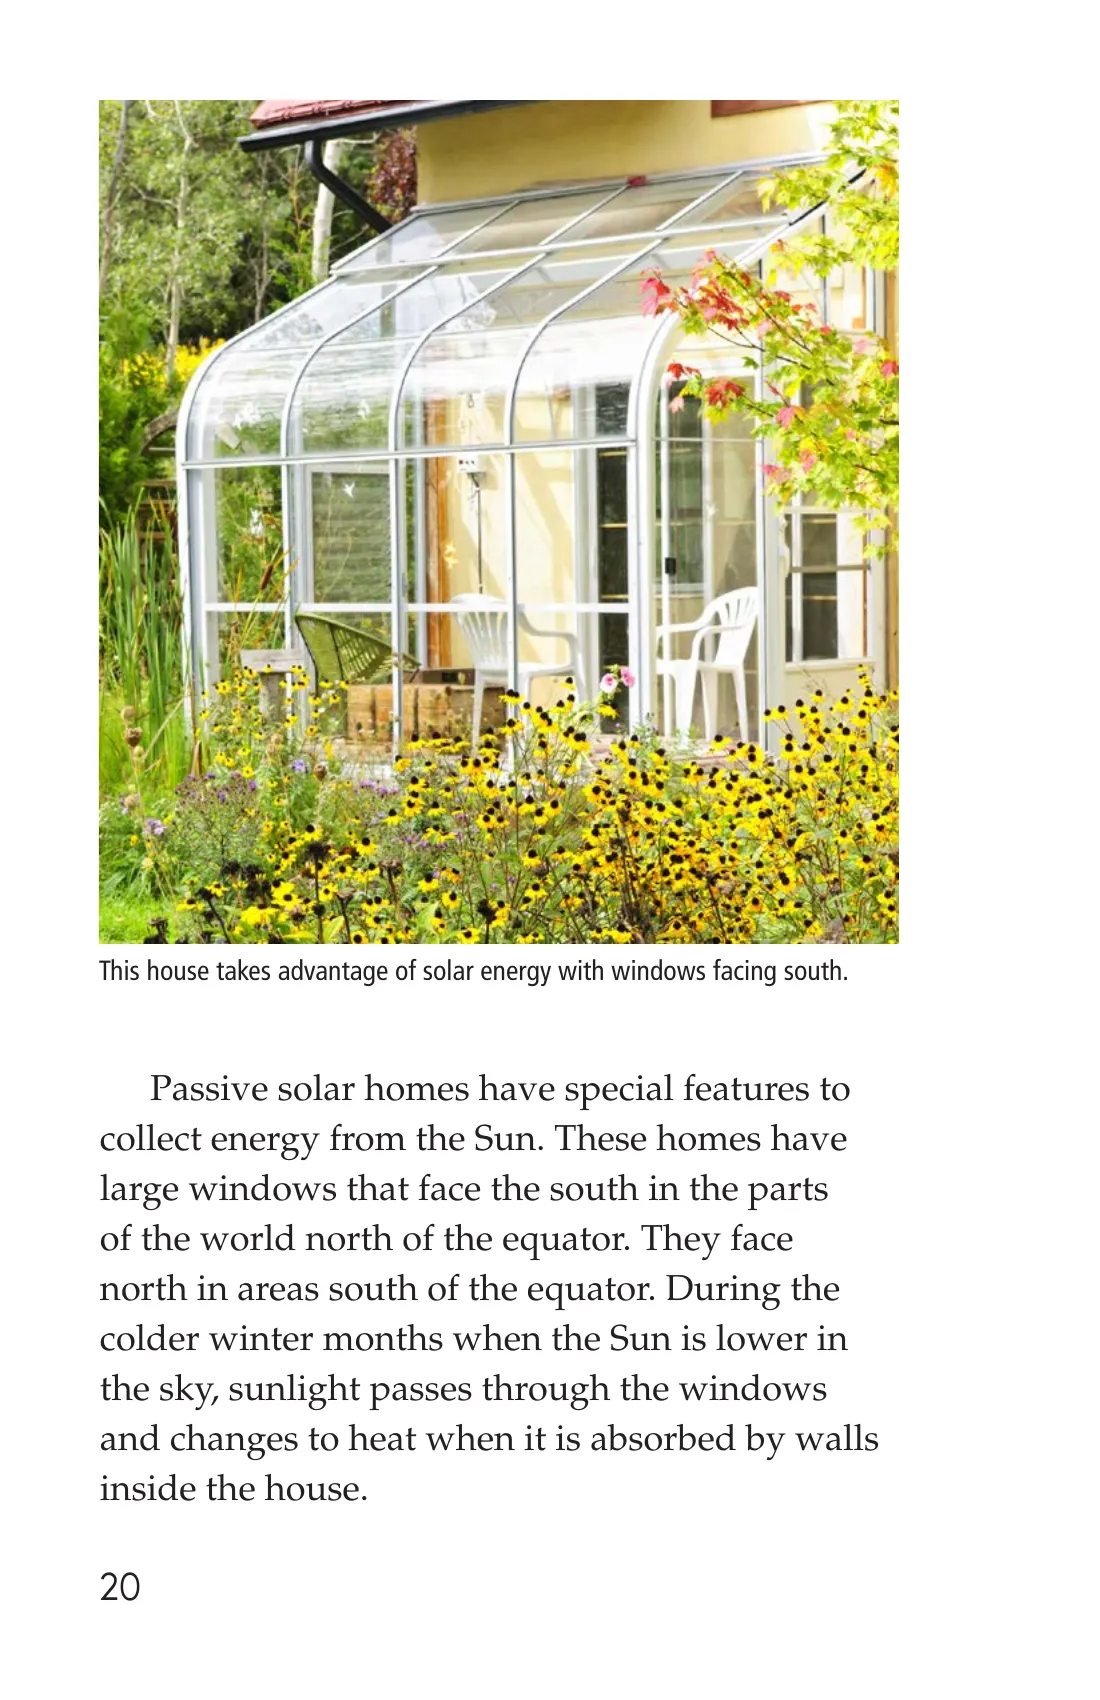 This house takes advantage of solar energy with windows facing south.
Passive solar homes have special features to
collect energy from the Sun. These homes have
large windows that face the south in the parts
of the world north of the equator. They face
north in areas south of the equator. During the
colder winter months when the Sun is lower in
the sky, sunlight passes through the windows
and changes to heat when it is absorbed by walls
inside the house.
20